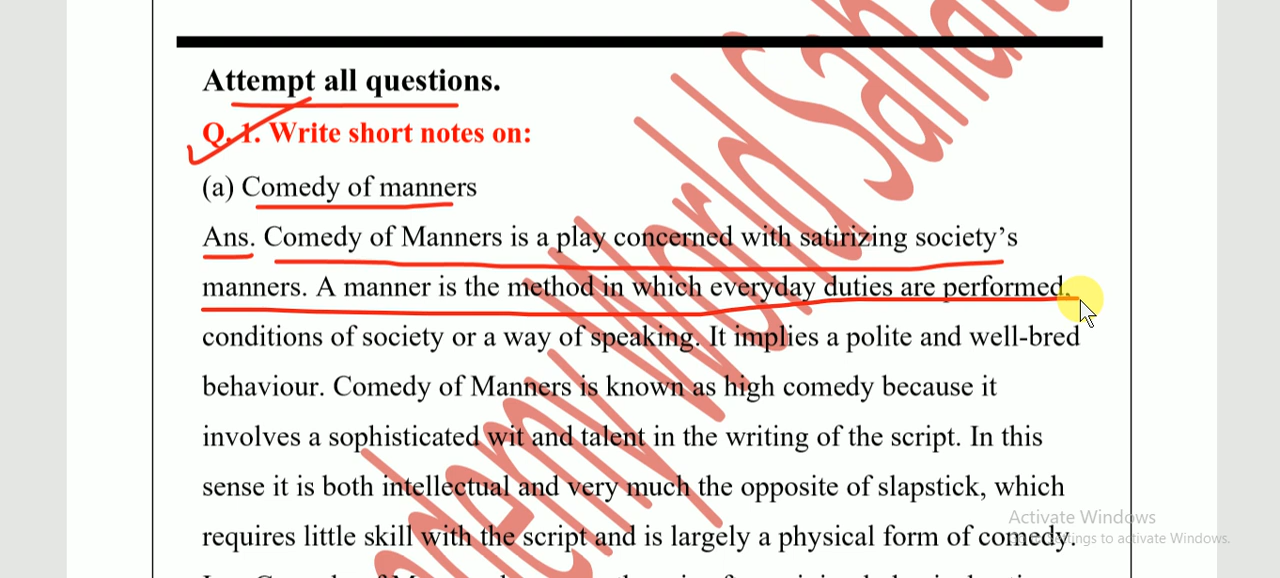 Attempt all questions.
Q. 1. Write short notes on:
(a) Comedy of manners
Ans. Comedy of Manners is a play concerned with satirizing society’s
manners. A manner is the method in which everyday duties are performed,
conditions of society or a way of speaking. It implies a polite and well-bred
behaviour. Comedy of Manners is known as high comedy because it
involves a sophisticated wit and talent in the writing of the script. In this
sense it is both intellectual and very much the opposite of slapstick, which
requires little skill with the script and is largely a physical form of comedy.
Activate Windows
to activate Windows.
World